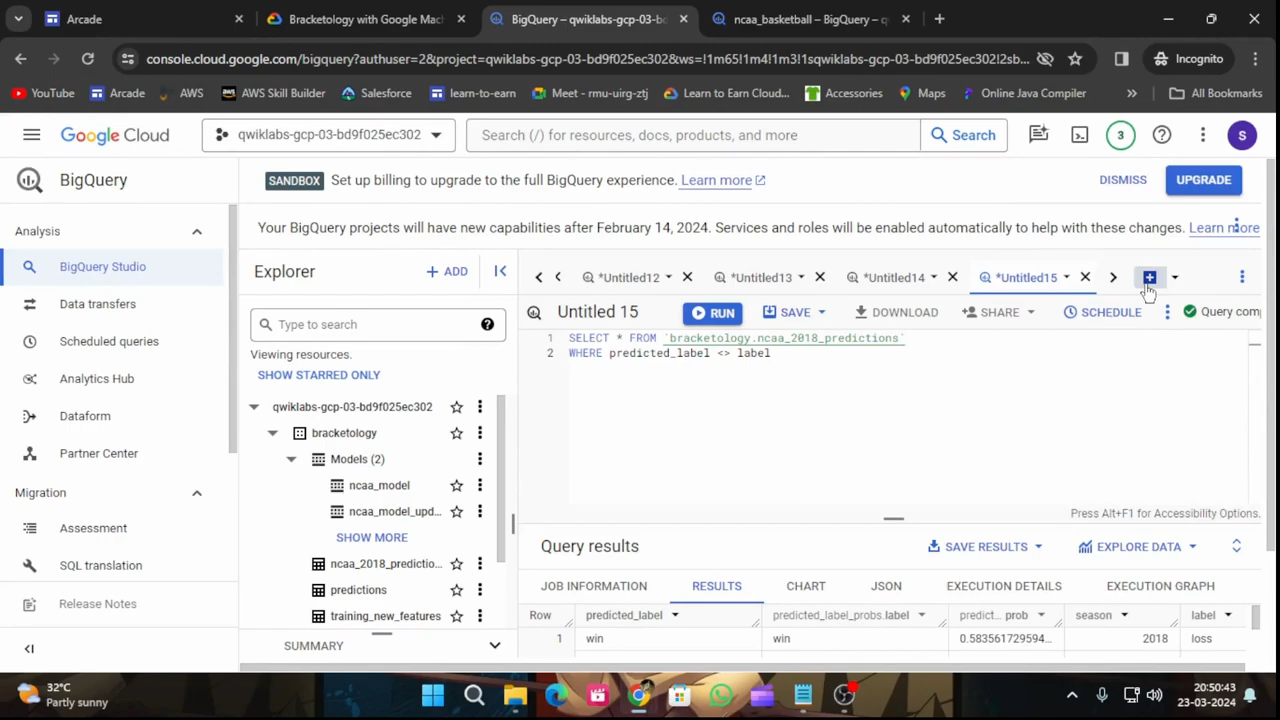 Arcade
Bracketology with Google Mac
BigQuery – qwiklabs-gcp-03-bd
ncaa_basketball – BigQuery – q
console.cloud.google.com/bigquery?authuser=2&project=qwiklabs-gcp-03-bd9f025ec302&ws=!1m65!1m4!1m3!1sqwiklabs-gcp-03-bd9f025ec302!2sb...
Incognito
YouTube
Arcade
AWS
AWS Skill Builder
Salesforce
learn-to-earn
Meet - rmu-uirg-ztj
Learn to Earn Cloud...
Accessories
Maps
Online Java Compiler
»
All Bookmarks
Google Cloud
qwiklabs-gcp-03-bd9f025ec302
Search (/) for resources, docs, products, and more
Search
3
S
BigQuery
SANDBOX Set up billing to upgrade to the full BigQuery experience. Learn more
DISMISS
UPGRADE
Your BigQuery projects will have new capabilities after February 14, 2024. Services and roles will be enabled automatically to help with these changes. Learn more
Analysis
BigQuery Studio
Data transfers
Scheduled queries
Analytics Hub
Dataform
Partner Center
Migration
Assessment
SQL translation
Release Notes
Explorer
+ ADD
Type to search
Viewing resources.
SHOW STARRED ONLY
qwiklabs-gcp-03-bd9f025ec302
bracketology
Models (2)
ncaa_model
ncaa_model_upd...
SHOW MORE
ncaa_2018_predictio...
predictions
training_new_features
SUMMARY
*Untitled12
*Untitled13
*Untitled14
*Untitled15
Untitled 15
RUN
SAVE
DOWNLOAD
SHARE
SCHEDULE
Query com
1 SELECT * FROM `bracketology.ncaa_2018_predictions`
2 WHERE predicted_label <> label
Press Alt+F1 for Accessibility Options.
Query results
SAVE RESULTS
EXPLORE DATA
JOB INFORMATION
RESULTS
CHART
JSON
EXECUTION DETAILS
EXECUTION GRAPH
Row
predicted_label
predicted_label_probs.label
predict... prob
season
label
1
win
win
0.583561729594...
2018
loss
32°C
Partly sunny
20:50:43
23-03-2024